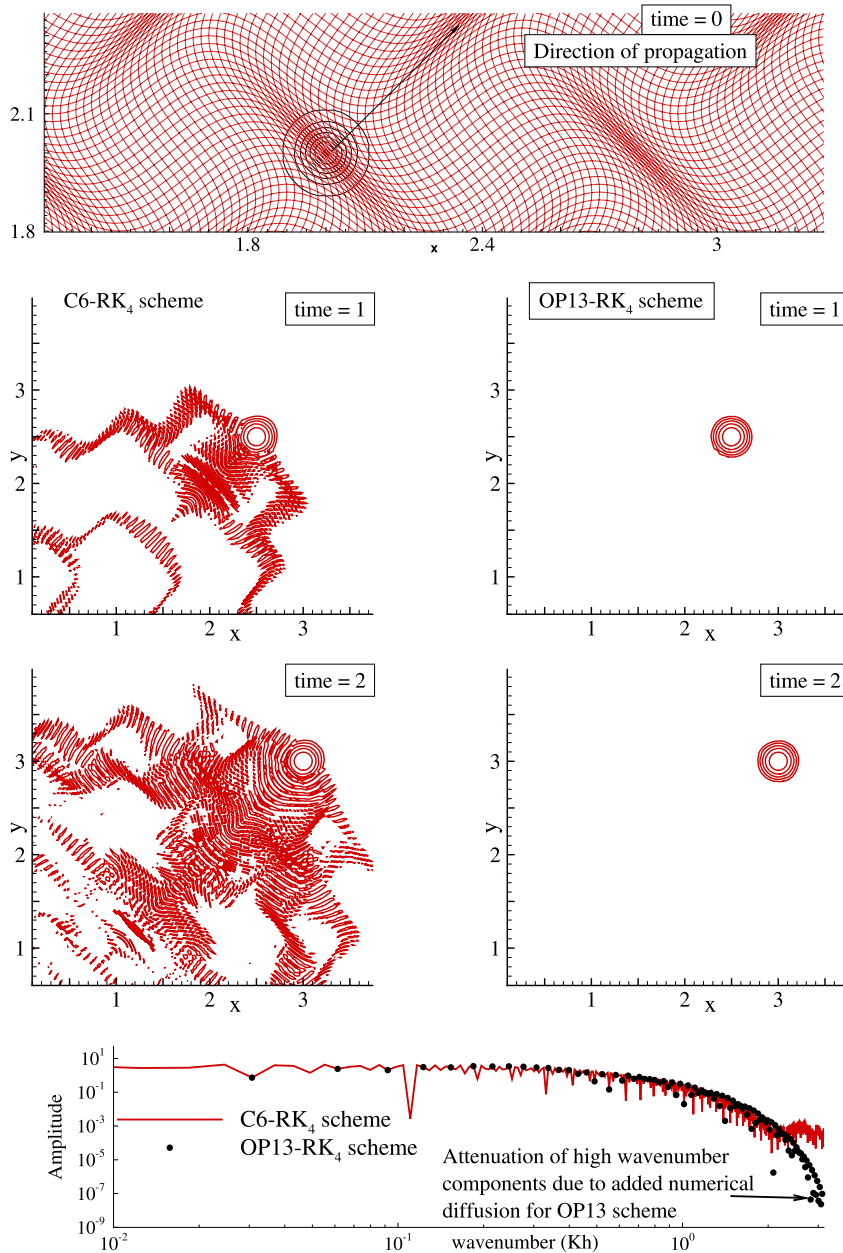 time = 0
Direction of propagation
2.1
1.8
1.8
x
2.4
3
C6-RK₄ scheme
time = 1
3
y
2
1
1
2
x
3
OP13-RK₄ scheme
time = 1
3
y
2
1
1
2
x
3
time = 2
3
y
2
1
1
2
x
3
time = 2
3
y
2
1
1
2
x
3
Amplitude
10¹
10⁻¹
10⁻³
10⁻⁵
10⁻⁷
10⁻⁹
C6-RK₄ scheme
OP13-RK₄ scheme
Attenuation of high wavenumber
components due to added numerical
diffusion for OP13 scheme
10⁻²
10⁻¹
wavenumber (Kh)
10⁰